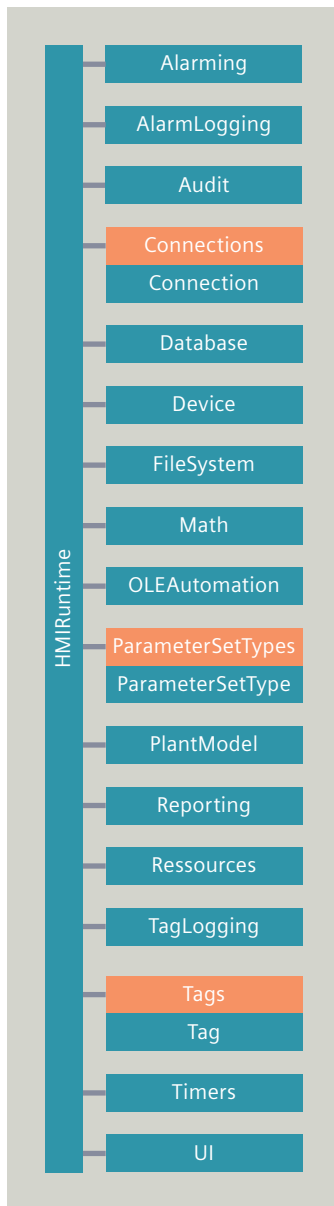 HMIRuntime
Alarming
AlarmLogging
Audit
Connections
Connection
Database
Device
FileSystem
Math
OLEAutomation
ParameterSetTypes
ParameterSetType
PlantModel
Reporting
Ressources
TagLogging
Tags
Tag
Timers
UI